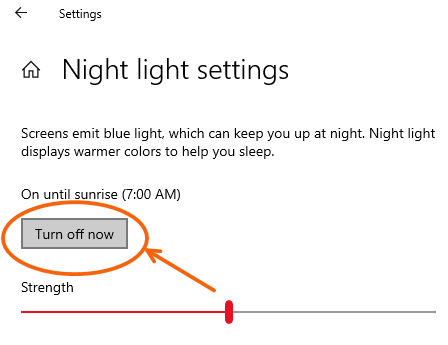 Settings
Night light settings
Screens emit blue light, which can keep you up at night. Night light
displays warmer colors to help you sleep.
On until sunrise (7:00 AM)
Turn off now
Strength